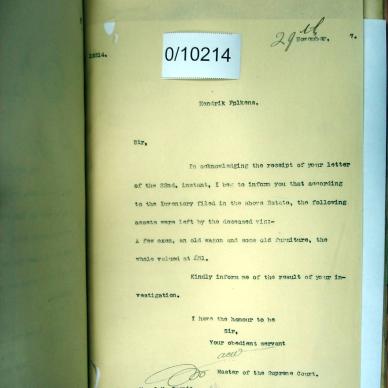 29th November, 7.
0/10214
10214.
Hendrik Folkens.
Sir,
In acknowledging the receipt of your letter
of the 22nd, instant, I beg to inform you that according
to the Inventory filed in the above Estate, the following
assets were left by the deceased viz:-
A few oxen, an old wagon and some old furniture, the
whole valued at £81.
Kindly inform me of the result of your in-
vestigation.
I have the honour to be
Sir,
Your obedient servant
Master of the Supreme Court.